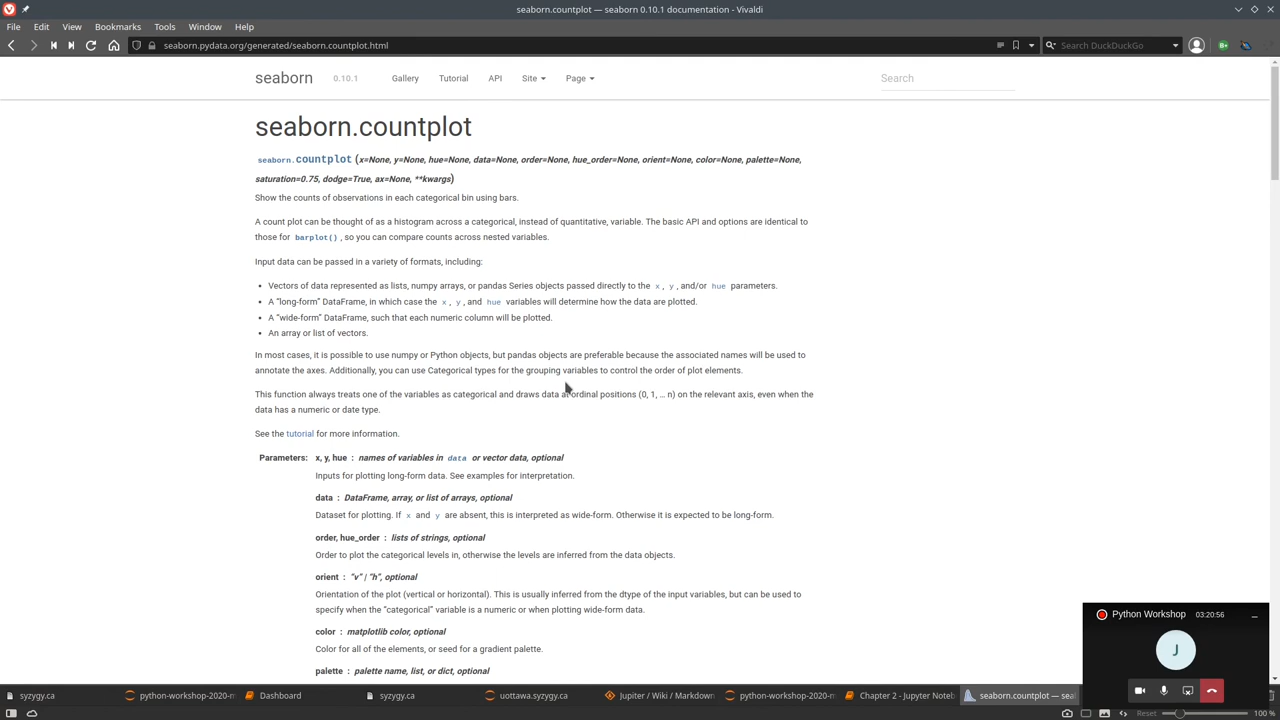 seaborn.countplot — seaborn 0.10.1 documentation - Vivaldi
File Edit View Bookmarks Tools Window Help
seaborn.pydata.org/generated/seaborn.countplot.html Search DuckDuckGo
seaborn 0.10.1 Gallery Tutorial API Site Page Search
seaborn.countplot
seaborn.countplot (x=None, y=None, hue=None, data=None, order=None, hue_order=None, orient=None, color=None, palette=None,
saturation=0.75, dodge=True, ax=None, **kwargs)
Show the counts of observations in each categorical bin using bars.
A count plot can be thought of as a histogram across a categorical, instead of quantitative, variable. The basic API and options are identical to
those for barplot(), so you can compare counts across nested variables.
Input data can be passed in a variety of formats, including:
• Vectors of data represented as lists, numpy arrays, or pandas Series objects passed directly to the x, y, and/or hue parameters.
• A “long-form” DataFrame, in which case the x, y, and hue variables will determine how the data are plotted.
• A “wide-form” DataFrame, such that each numeric column will be plotted.
• An array or list of vectors.
In most cases, it is possible to use numpy or Python objects, but pandas objects are preferable because the associated names will be used to
annotate the axes. Additionally, you can use Categorical types for the grouping variables to control the order of plot elements.
This function always treats one of the variables as categorical and draws data at ordinal positions (0, 1, … n) on the relevant axis, even when the
data has a numeric or date type.
See the tutorial for more information.
Parameters: x, y, hue : names of variables in data or vector data, optional
Inputs for plotting long-form data. See examples for interpretation.
data : DataFrame, array, or list of arrays, optional
Dataset for plotting. If x and y are absent, this is interpreted as wide-form. Otherwise it is expected to be long-form.
order, hue_order : lists of strings, optional
Order to plot the categorical levels in, otherwise the levels are inferred from the data objects.
orient : “v” | “h”, optional
Orientation of the plot (vertical or horizontal). This is usually inferred from the dtype of the input variables, but can be used to
specify when the “categorical” variable is a numeric or when plotting wide-form data.
color : matplotlib color, optional
Color for all of the elements, or seed for a gradient palette.
palette : palette name, list, or dict, optional
Python Workshop 03:20:56
J
syzygy.ca python-workshop-2020-m Dashboard syzygy.ca uottawa.syzygy.ca Jupiter / Wiki / Markdown python-workshop-2020-m Chapter 2 - Jupyter Noteb seaborn.countplot — sea
Reset 100 %